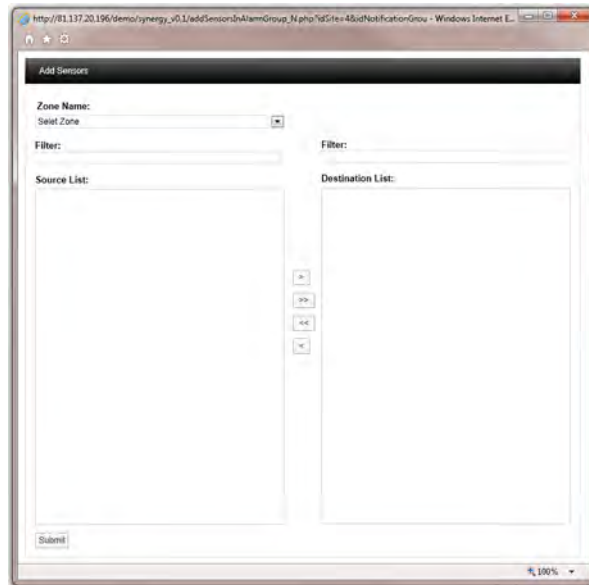 http://81.137.20.196/demo/synergy_v0.1/addSensorsInAlarmGroup_N.php?idSite=4&idNotificationGrou - Windows Internet E...
Add Sensors
Zone Name:
Selet Zone
Filter:
Filter:
Source List:
Destination List:
>
>>
<<
<
Submit
100%